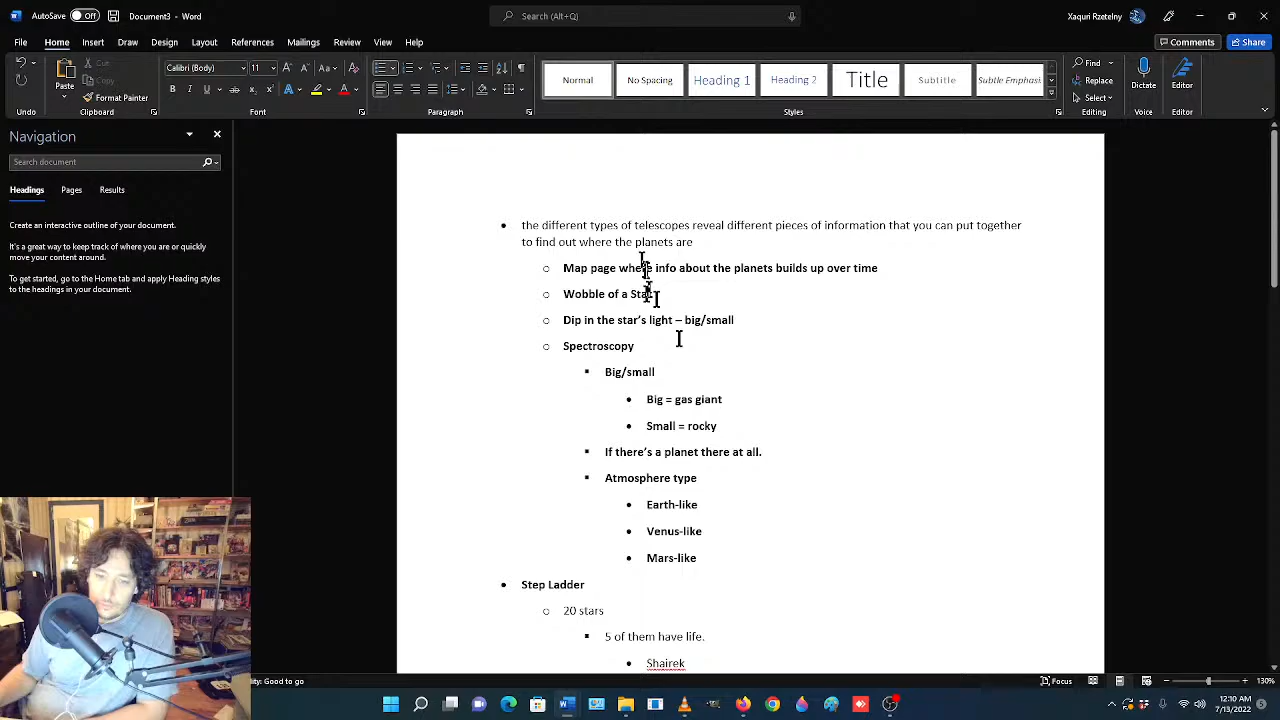 AutoSave Off Document3 - Word Search (Alt+Q) Xaquri Rzetelny
File Home Insert Draw Design Layout References Mailings Review View Help Comments Share
Calibri (Body) 11 Find
Cut
Copy
Paste Format Painter Normal No Spacing Heading 1 Heading 2 Title Subtitle Subtle Emphasis Replace Dictate Editor
B I U Select
Undo Clipboard Font Paragraph Styles Editing Voice Editor
Navigation
Search document
Headings Pages Results
Create an interactive outline of your document.
It's a great way to keep track of where you are or quickly
move your content around.
To get started, go to the Home tab and apply Heading styles
to the headings in your document.
• the different types of telescopes reveal different pieces of information that you can put together
to find out where the planets are
o Map page where info about the planets builds up over time
o Wobble of a Star
o Dip in the star's light – big/small
o Spectroscopy
▪ Big/small
• Big = gas giant
• Small = rocky
▪ If there's a planet there at all.
▪ Atmosphere type
• Earth-like
• Venus-like
• Mars-like
• Step Ladder
o 20 stars
▪ 5 of them have life.
• Shairek
lity: Good to go Focus 130%
12:30 AM
7/13/2022